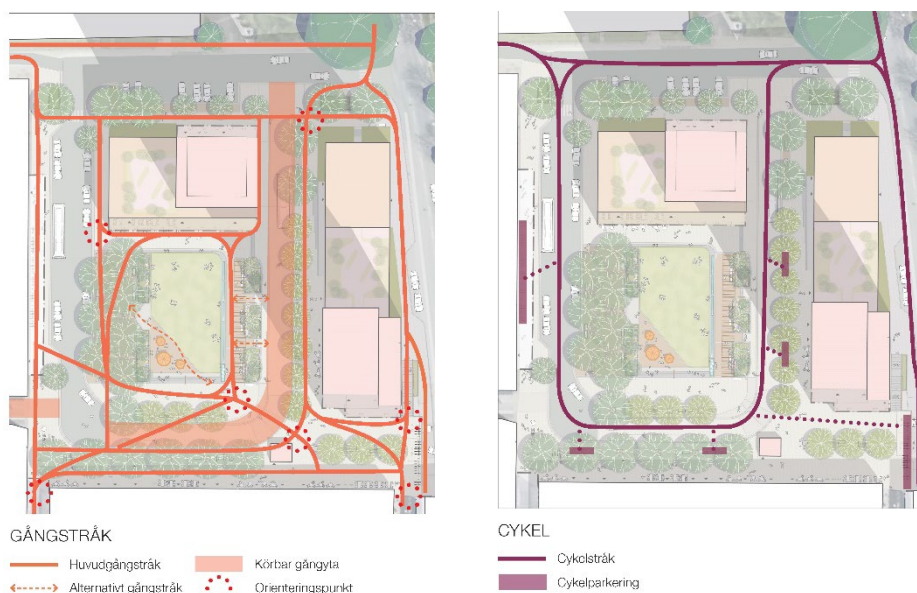 GÅNGSTRÅK
Huvudgångstråk
Körbar gångyta
Alternativt gångstråk
Orienteringspunkt
CYKEL
Cykelstråk
Cykelparkering